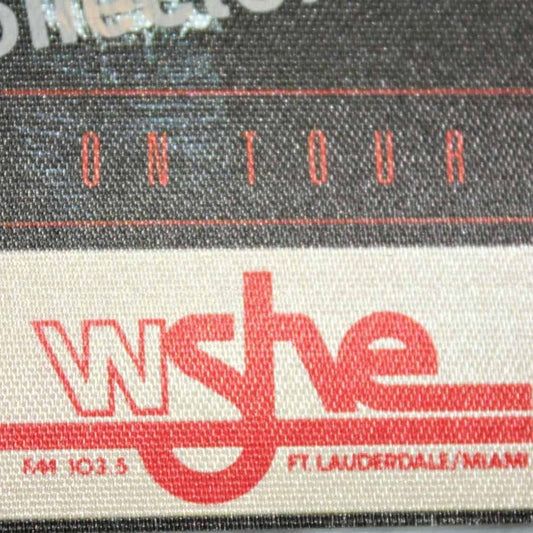 ON TOUR
wshe
FM 103.5 FT. LAUDERDALE/MIAMI